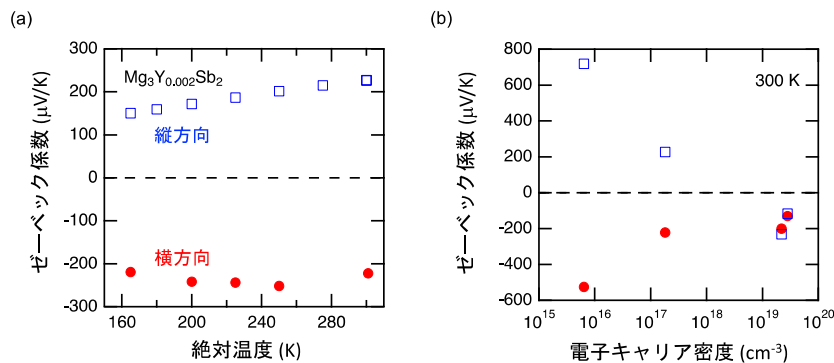 (a)
ゼーベック係数 (μV/K)
300
200
100
0
-100
-200
-300
Mg3Y0.002Sb2
縦方向
横方向
160
200
240
280
絶対温度 (K)
(b)
ゼーベック係数 (μV/K)
800
600
400
200
0
-200
-400
-600
300 K
10^15
10^16
10^17
10^18
10^19
10^20
電子キャリア密度 (cm-3)